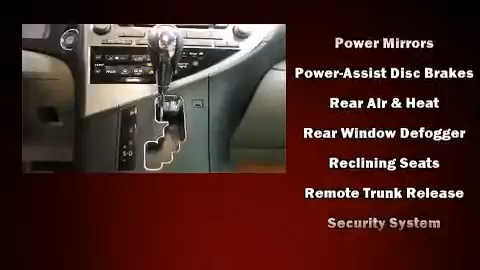 Power Mirrors
Power-Assist Disc Brakes
Rear Air & Heat
Rear Window Defogger
Reclining Seats
Remote Trunk Release
Security System